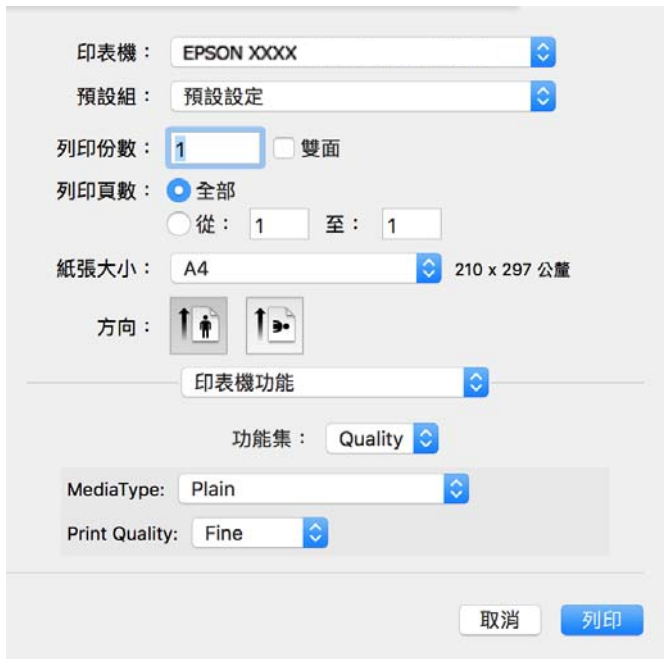 印表機： EPSON XXXX
預設組： 預設設定
列印份數： 1 雙面
列印頁數： 全部
從： 1 至： 1
紙張大小： A4 210 x 297 公釐
方向：
印表機功能
功能集： Quality
MediaType: Plain
Print Quality: Fine
取消 列印